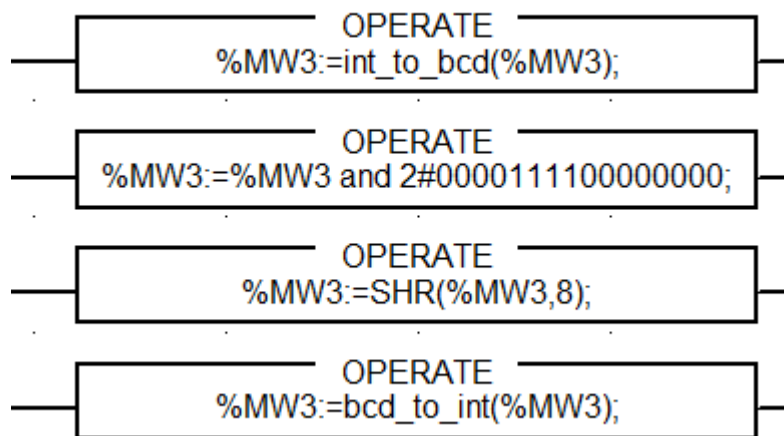 OPERATE
%MW3:=int_to_bcd(%MW3);
OPERATE
%MW3:=%MW3 and 2#0000111100000000;
OPERATE
%MW3:=SHR(%MW3,8);
OPERATE
%MW3:=bcd_to_int(%MW3);